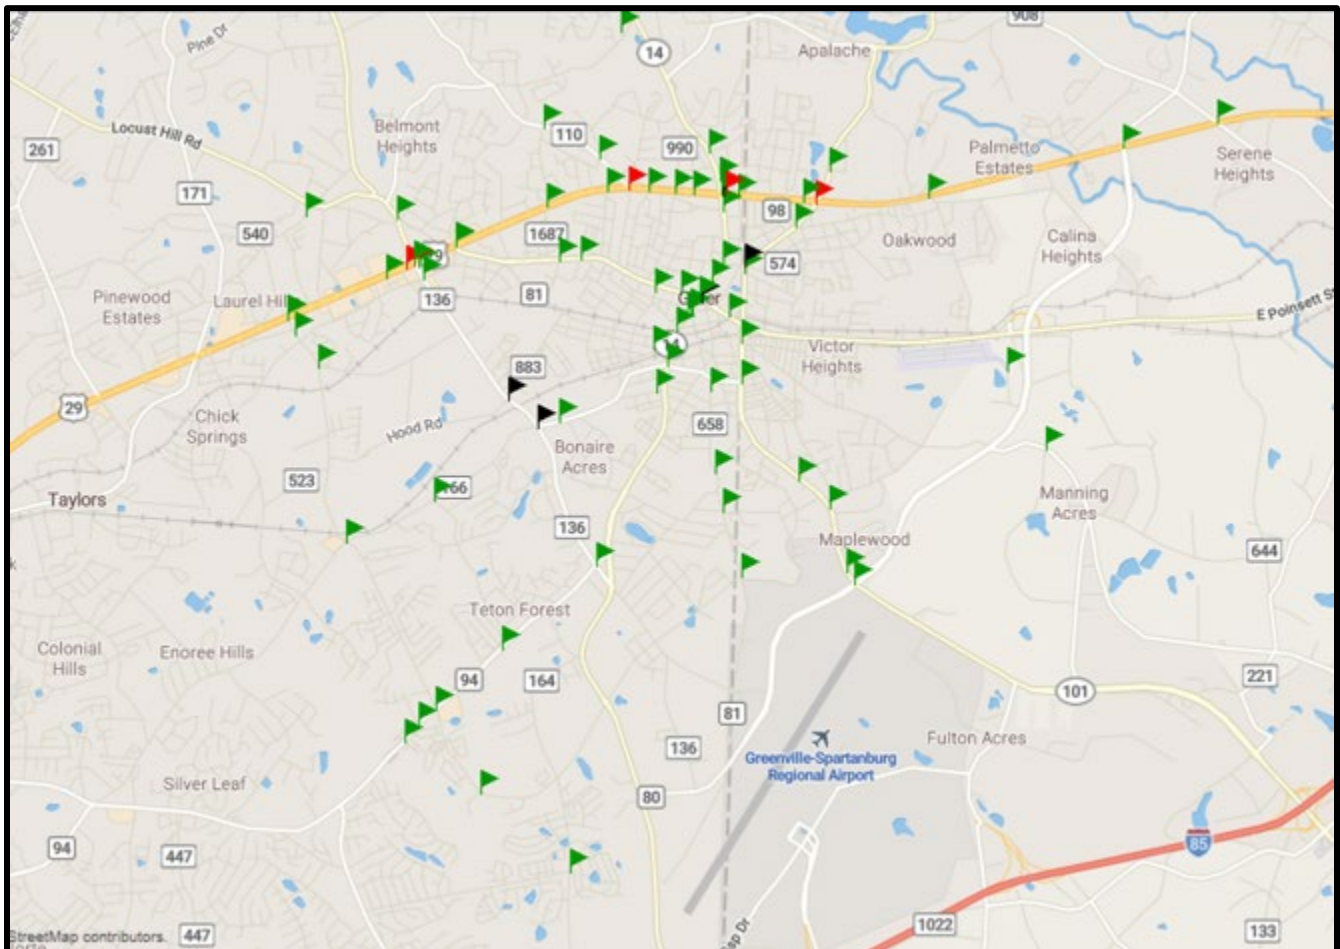 908
Pine Dr
14
Apalache
Locust Hill Rd
Belmont
Heights
110
990
Palmetto
Estates
Serene
Heights
261
171
98
540
1687
Oakwood
Calina
Heights
574
Pinewood
Estates
Laurel Hill
136
81
E Poinsett S
883
Victor
Heights
29
Chick
Springs
Hood Rd
658
Bonaire
Acres
523
Taylors
166
Manning
Acres
136
Maplewood
644
Teton Forest
Colonial
Hills
Enoree Hills
94
164
101
221
81
136
Fulton Acres
Greenville-Spartanburg
Regional Airport
Silver Leaf
80
94
447
85
StreetMap contributors.
447
1022
133